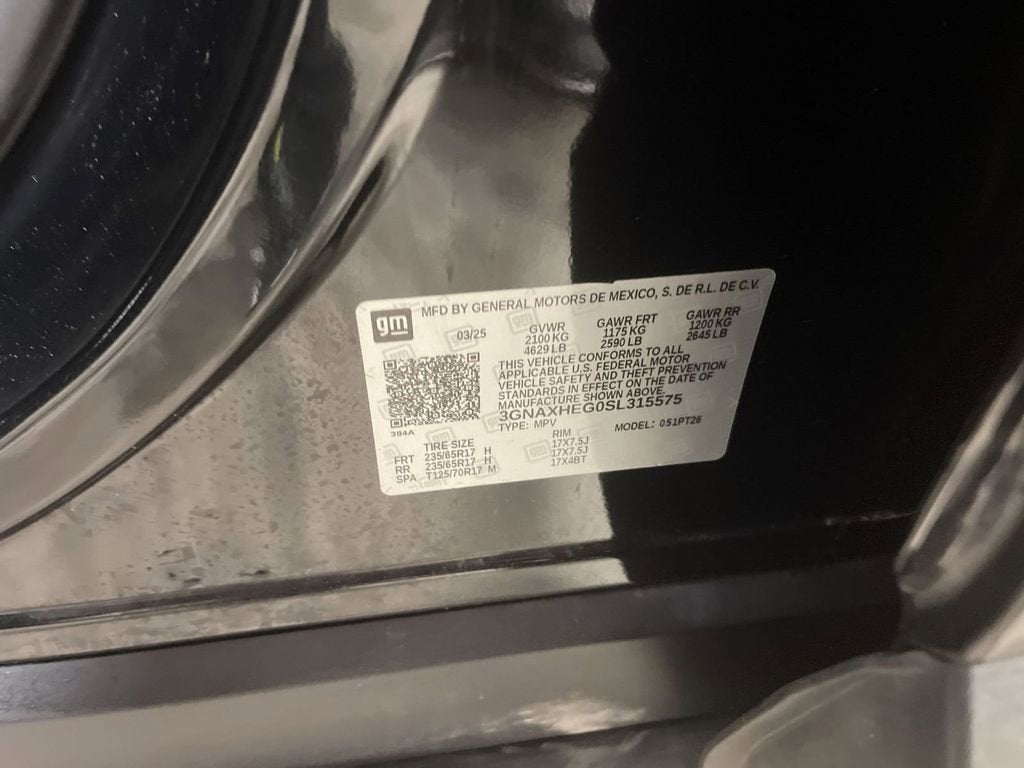 gm
MFD BY GENERAL MOTORS DE MEXICO, S. DE R.L. DE C.V.
03/25 GVWR GAWR FRT GAWR RR
2100 KG 1175 KG 1200 KG
4629 LB 2590 LB 2645 LB
THIS VEHICLE CONFORMS TO ALL
APPLICABLE U.S. FEDERAL MOTOR
VEHICLE SAFETY AND THEFT PREVENTION
STANDARDS IN EFFECT ON THE DATE OF
MANUFACTURE SHOWN ABOVE.
3GNAXHEG0SL315575
384A TYPE: MPV MODEL: 051PT26
TIRE SIZE RIM
FRT 235/65R17 H 17X7.5J
RR 235/65R17 H 17X7.5J
SPA T125/70R17 M 17X4BT